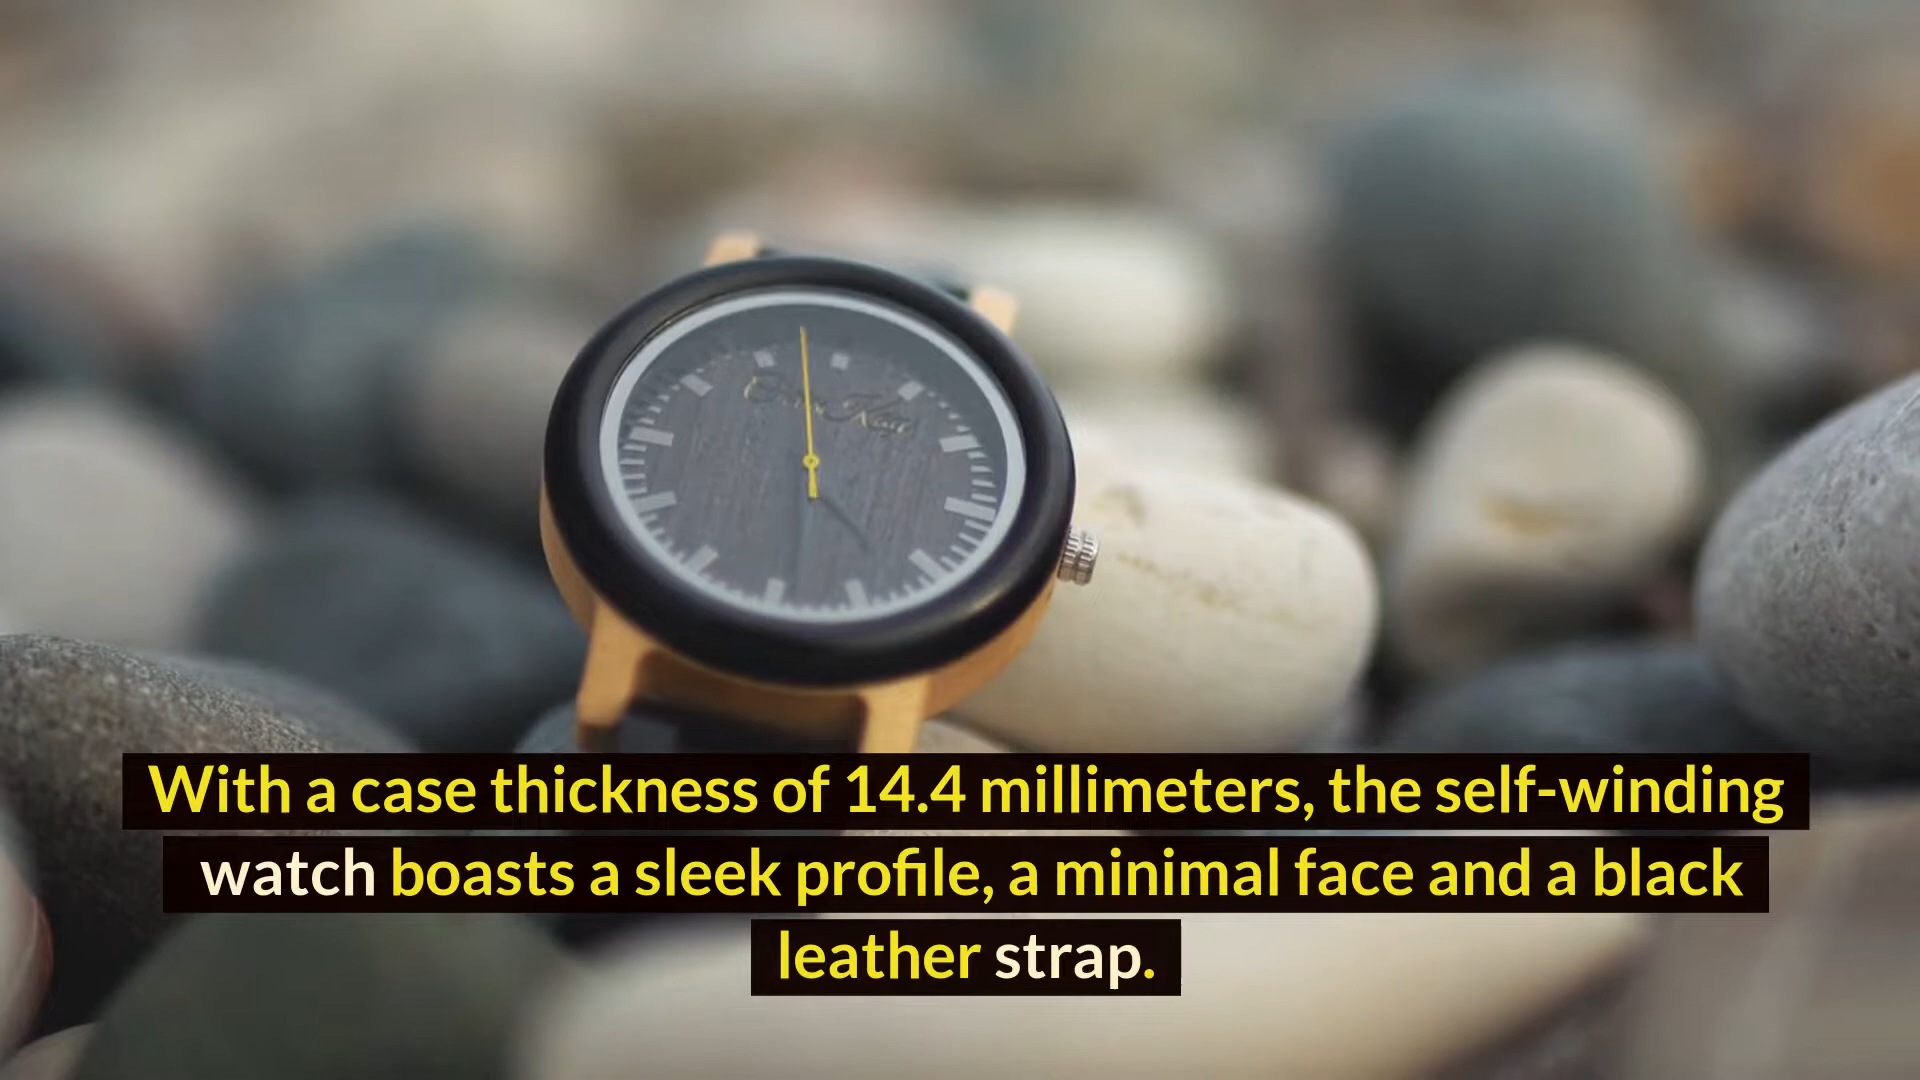 With a case thickness of 14.4 millimeters, the self-winding
watch boasts a sleek profile, a minimal face and a black
leather strap.